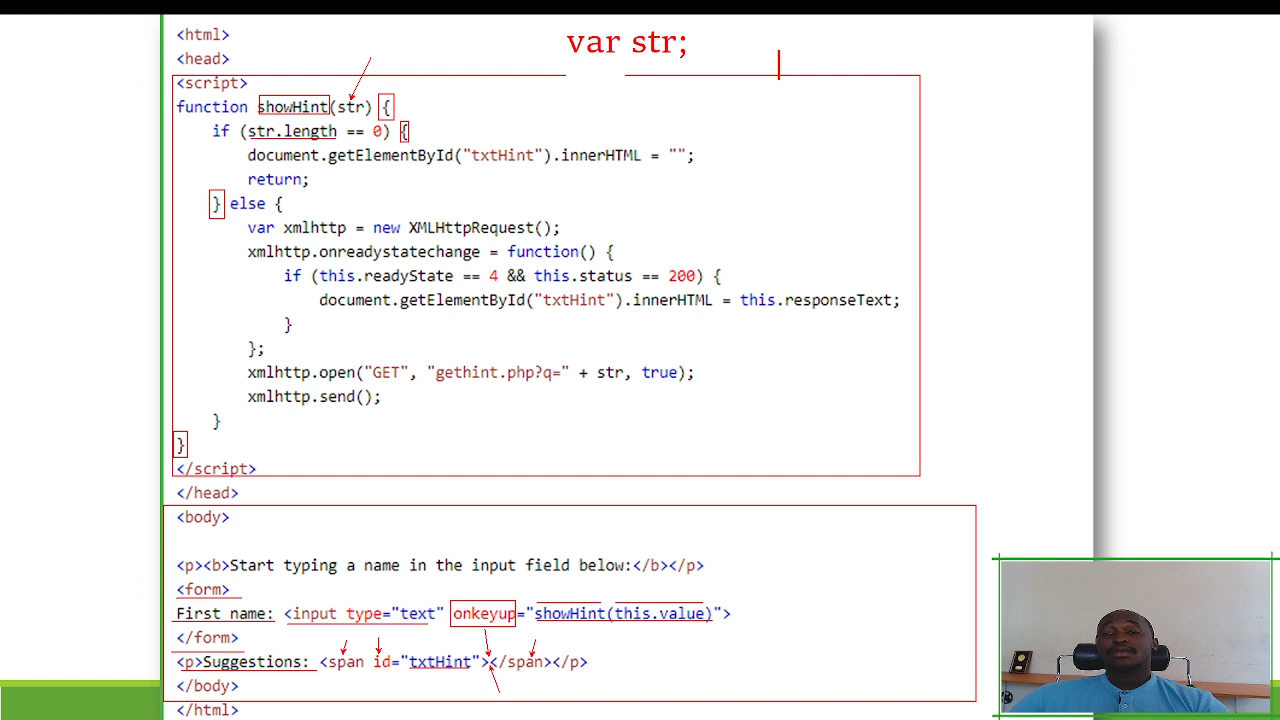 <html>
var str;
<head>
<script>
function showHint(str) {
if (str.length == 0) {
document.getElementById("txtHint").innerHTML = "";
return;
} else {
var xmlhttp = new XMLHttpRequest();
xmlhttp.onreadystatechange = function() {
if (this.readyState == 4 && this.status == 200) {
document.getElementById("txtHint").innerHTML = this.responseText;
}
};
xmlhttp.open("GET", "gethint.php?q=" + str, true);
xmlhttp.send();
}
}
</script>
</head>
<body>
<p><b>Start typing a name in the input field below:</b></p>
<form>
First name: <input type="text" onkeyup="showHint(this.value)">
</form>
<p>Suggestions: <span id="txtHint"></span></p>
</body>
</html>